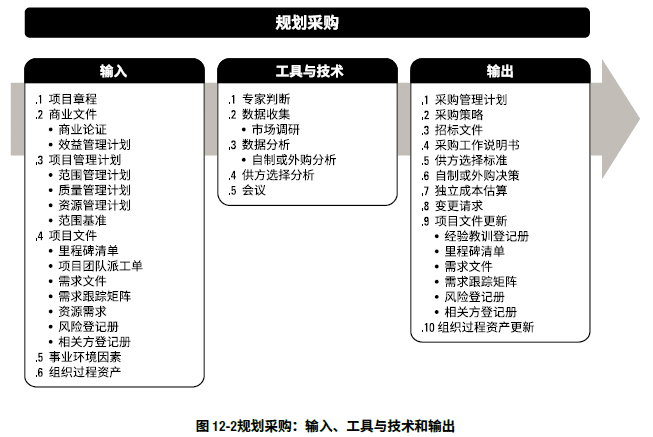 规划采购
输入
.1 项目章程
.2 商业文件
• 商业论证
• 效益管理计划
.3 项目管理计划
• 范围管理计划
• 质量管理计划
• 资源管理计划
• 范围基准
.4 项目文件
• 里程碑清单
• 项目团队派工单
• 需求文件
• 需求跟踪矩阵
• 资源需求
• 风险登记册
• 相关方登记册
.5 事业环境因素
.6 组织过程资产
工具与技术
.1 专家判断
.2 数据收集
• 市场调研
.3 数据分析
• 自制或外购分析
.4 供方选择分析
.5 会议
输出
.1 采购管理计划
.2 采购策略
.3 招标文件
.4 采购工作说明书
.5 供方选择标准
.6 自制或外购决策
.7 独立成本估算
.8 变更请求
.9 项目文件更新
• 经验教训登记册
• 里程碑清单
• 需求文件
• 需求跟踪矩阵
• 风险登记册
• 相关方登记册
.10 组织过程资产更新
图 12-2规划采购：输入、工具与技术和输出